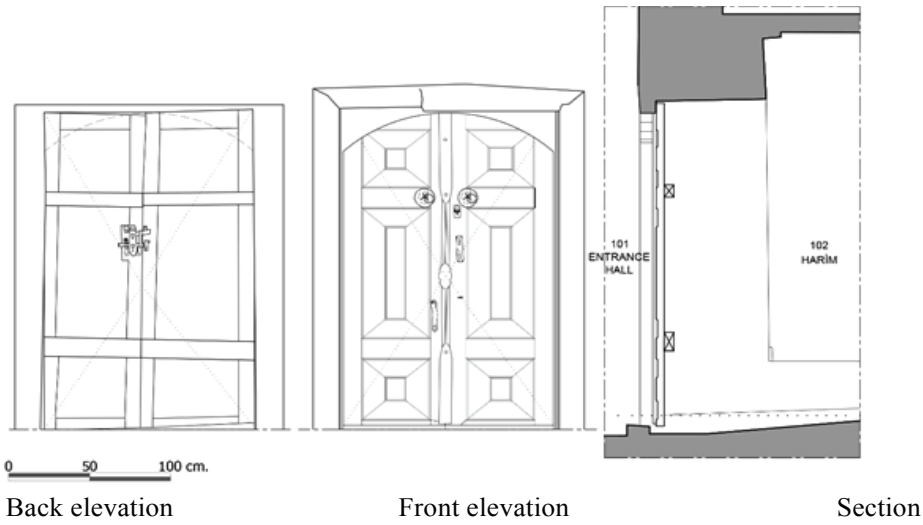 101
ENTRANCE
HALL
102
HARİM
0 50 100 cm.
Back elevation Front elevation Section